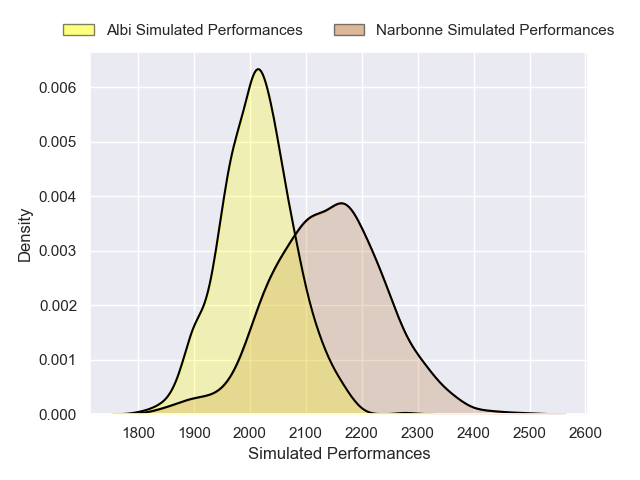 Albi Simulated Performances Narbonne Simulated Performances
0.006
0.005
0.004
0.003
0.002
0.001
0.000
Density
1800 1900 2000 2100 2200 2300 2400 2500 2600
Simulated Performances